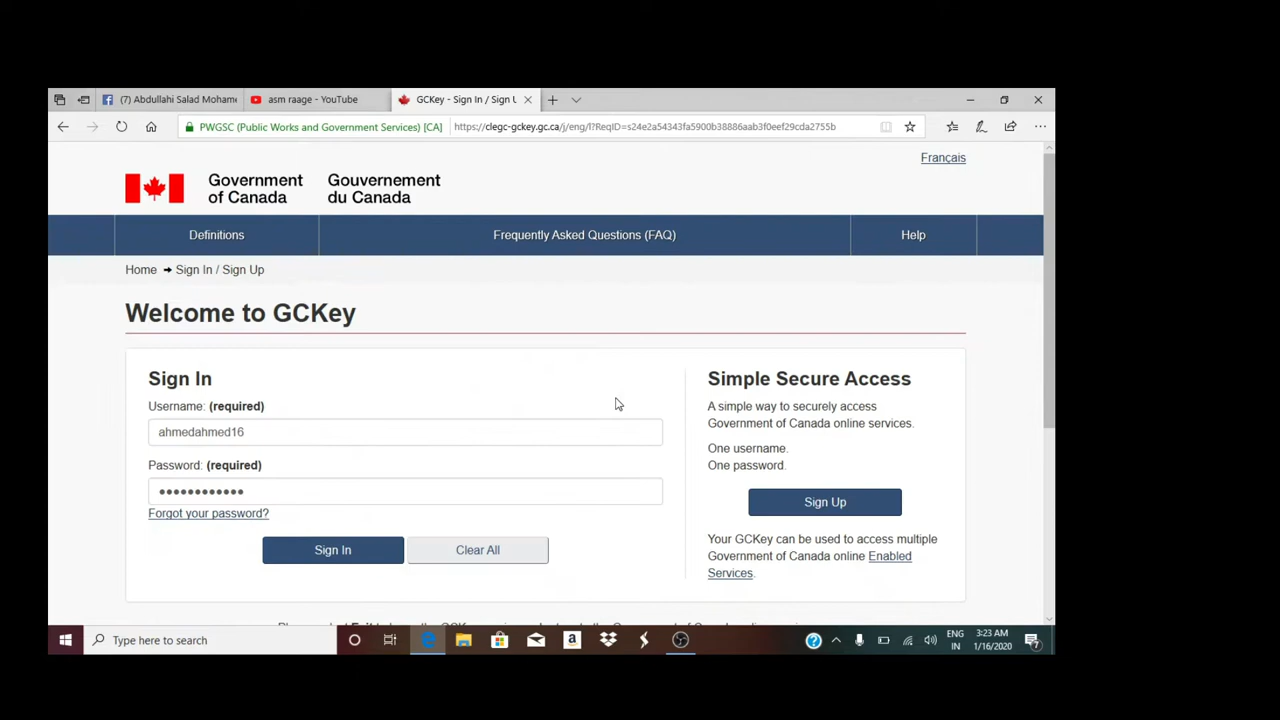 (7) Abdullahi Salad Mohame
asm raage - YouTube
GCKey - Sign In / Sign U
PWGSC (Public Works and Government Services) [CA]
https://clegc-gckey.gc.ca/j/eng/l?ReqID=s24e2a54343fa5900b38886aab3f0eef29cda2755b
Français
Government of Canada
Gouvernement du Canada
Definitions
Frequently Asked Questions (FAQ)
Help
Home ➔ Sign In / Sign Up
Welcome to GCKey
Sign In
Username: (required)
ahmedahmed16
Password: (required)
••••••••••••
Forgot your password?
Sign In
Clear All
Simple Secure Access
A simple way to securely access
Government of Canada online services.
One username.
One password.
Sign Up
Your GCKey can be used to access multiple
Government of Canada online Enabled
Services.
Type here to search
ENG
IN
3:23 AM
1/16/2020